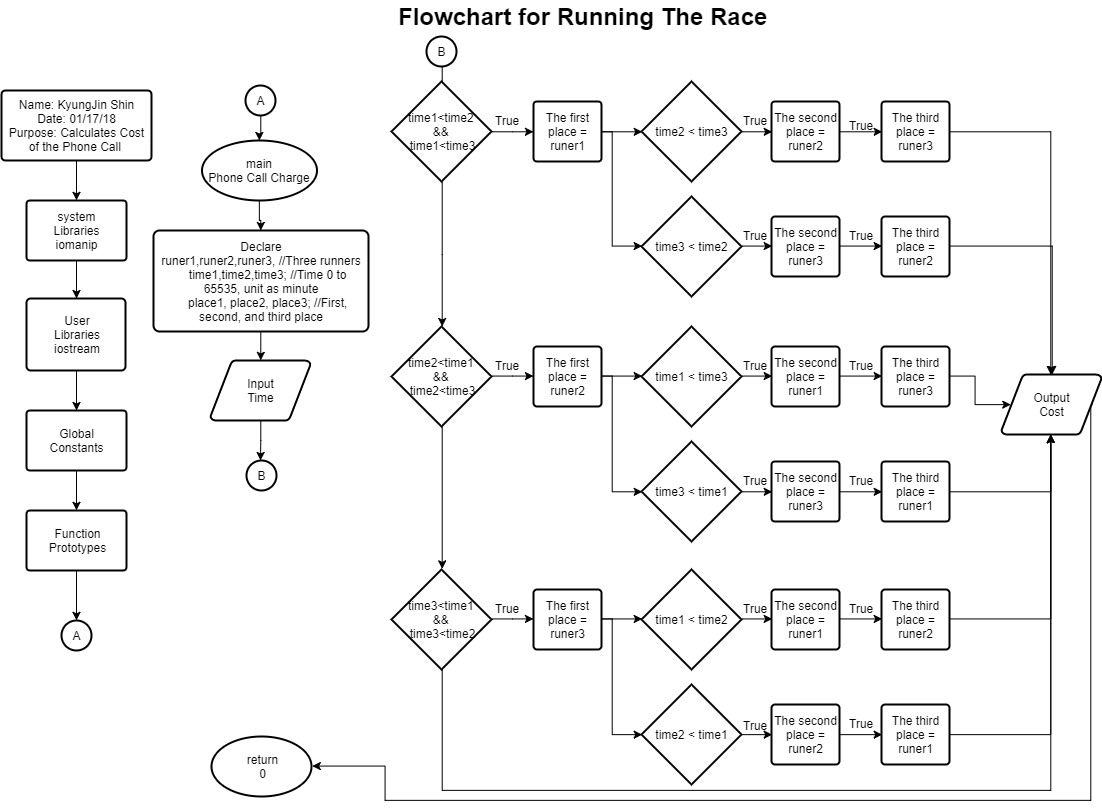 Flowchart for Running The Race
Name: KyungJin Shin
Date: 01/17/18
Purpose: Calculates Cost
of the Phone Call
system
Libraries
iomanip
User
Libraries
iostream
Global
Constants
Function
Prototypes
A
A
main
Phone Call Charge
Declare
runer1,runer2,runer3, //Three runners
time1,time2,time3; //Time 0 to
65535, unit as minute
place1, place2, place3; //First,
second, and third place
Input
Time
B
B
time1<time2
&&
time1<time3
True
The first
place =
runer1
time2 < time3
True
The second
place =
runer2
True
The third
place =
runer3
time3 < time2
True
The second
place =
runer3
True
The third
place =
runer2
time2<time1
&&
time2<time3
True
The first
place =
runer2
time1 < time3
True
The second
place =
runer1
True
The third
place =
runer3
time3 < time1
True
The second
place =
runer3
True
The third
place =
runer1
time3<time1
&&
time3<time2
True
The first
place =
runer3
time1 < time2
True
The second
place =
runer1
True
The third
place =
runer2
time2 < time1
True
The second
place =
runer2
True
The third
place =
runer1
Output
Cost
return
0